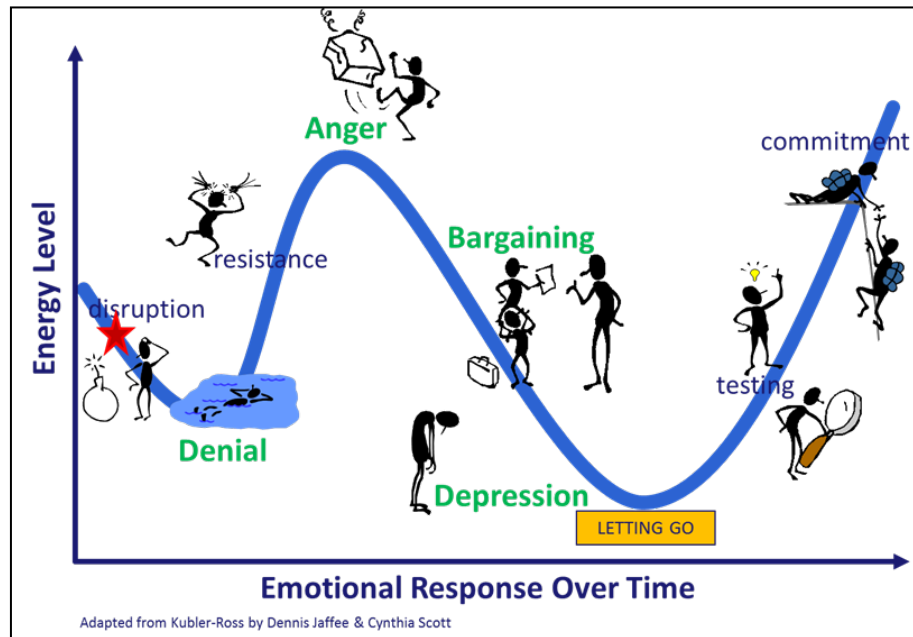 Anger
commitment
resistance
Bargaining
disruption
testing
Denial
Depression
LETTING GO
Energy Level
Emotional Response Over Time
Adapted from Kubler-Ross by Dennis Jaffee & Cynthia Scott